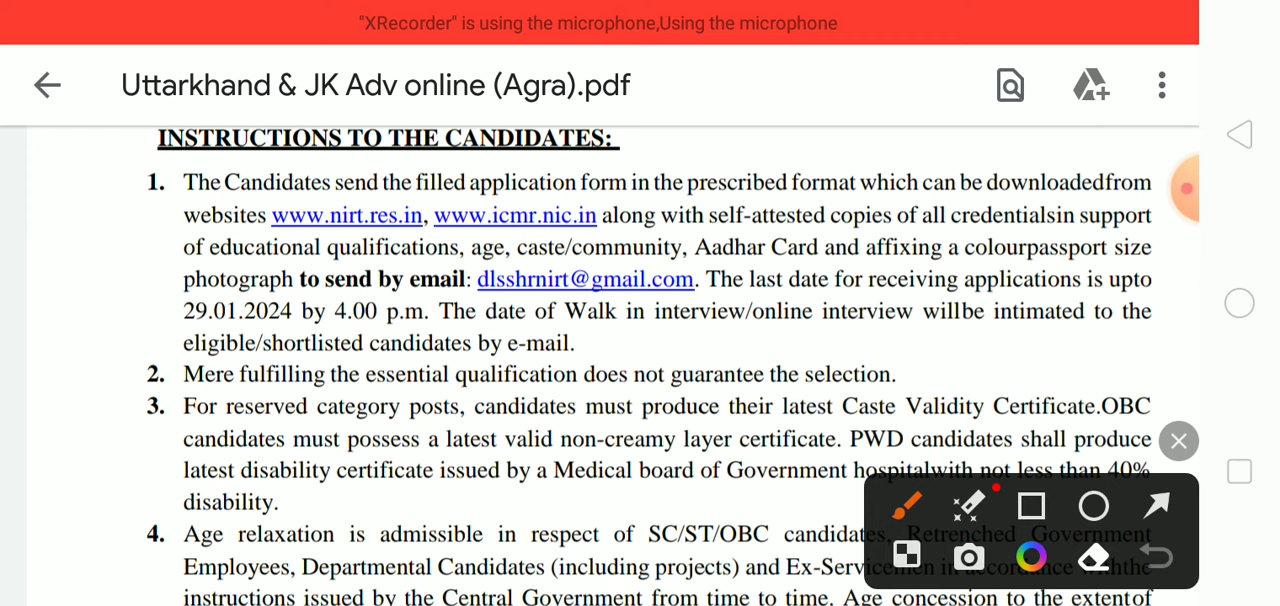 "XRecorder" is using the microphone,Using the microphone
Uttarkhand & JK Adv online (Agra).pdf
INSTRUCTIONS TO THE CANDIDATES:
1. The Candidates send the filled application form in the prescribed format which can be downloadedfrom
websites www.nirt.res.in, www.icmr.nic.in along with self-attested copies of all credentialsin support
of educational qualifications, age, caste/community, Aadhar Card and affixing a colourpassport size
photograph to send by email: dlsshrnirt@gmail.com. The last date for receiving applications is upto
29.01.2024 by 4.00 p.m. The date of Walk in interview/online interview willbe intimated to the
eligible/shortlisted candidates by e-mail.
2. Mere fulfilling the essential qualification does not guarantee the selection.
3. For reserved category posts, candidates must produce their latest Caste Validity Certificate.OBC
candidates must possess a latest valid non-creamy layer certificate. PWD candidates shall produce
latest disability certificate issued by a Medical board of Government hospitalwith not less than 40%
disability.
4. Age relaxation is admissible in respect of SC/ST/OBC candidates, Retrenched Government
Employees, Departmental Candidates (including projects) and Ex-Servicemen in accordance withthe
instructions issued by the Central Government from time to time. Age concession to the extentof